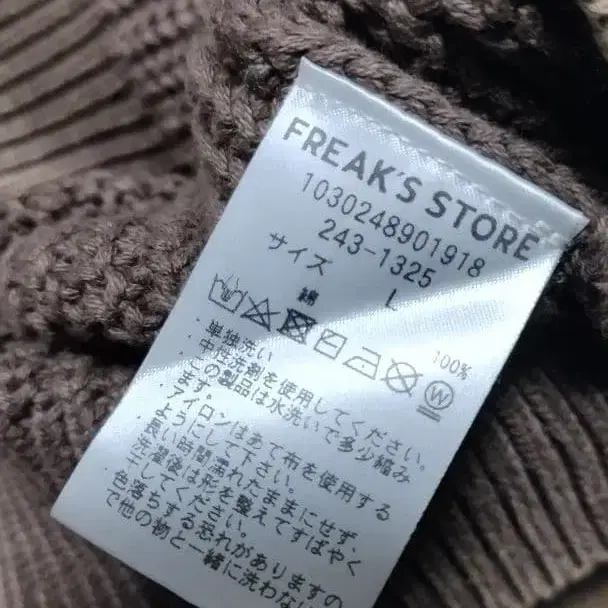 FREAK'S STORE
1030248901918
243-1325
サイズ L
綿 100%
・単独洗い
・中性洗剤を使用してください。
・この製品は水洗いで多少縮み
ます。
・アイロンはあて布を使用する
ようにして下さい。
・長い時間濡れたままにせず、
洗濯後は形を整えてすばやく
干してください。
・色落ちする恐れがありますの
で他の物と一緒に洗わない